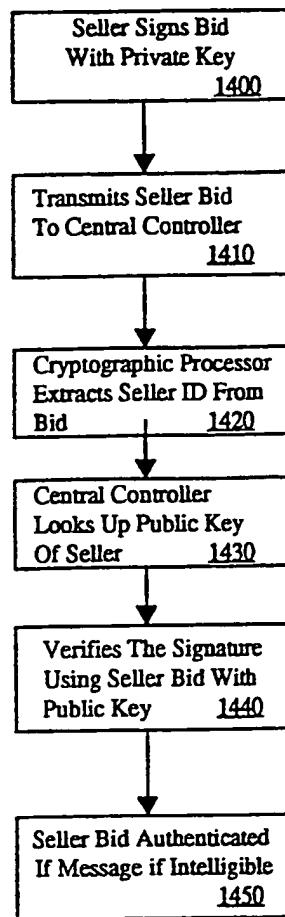 Seller Signs Bid
With Private Key
1400
Transmits Seller Bid
To Central Controller
1410
Cryptographic Processor
Extracts Seller ID From
Bid 1420
Central Controller
Looks Up Public Key
Of Seller 1430
Verifies The Signature
Using Seller Bid With
Public Key 1440
Seller Bid Authenticated
If Message if Intelligible
1450